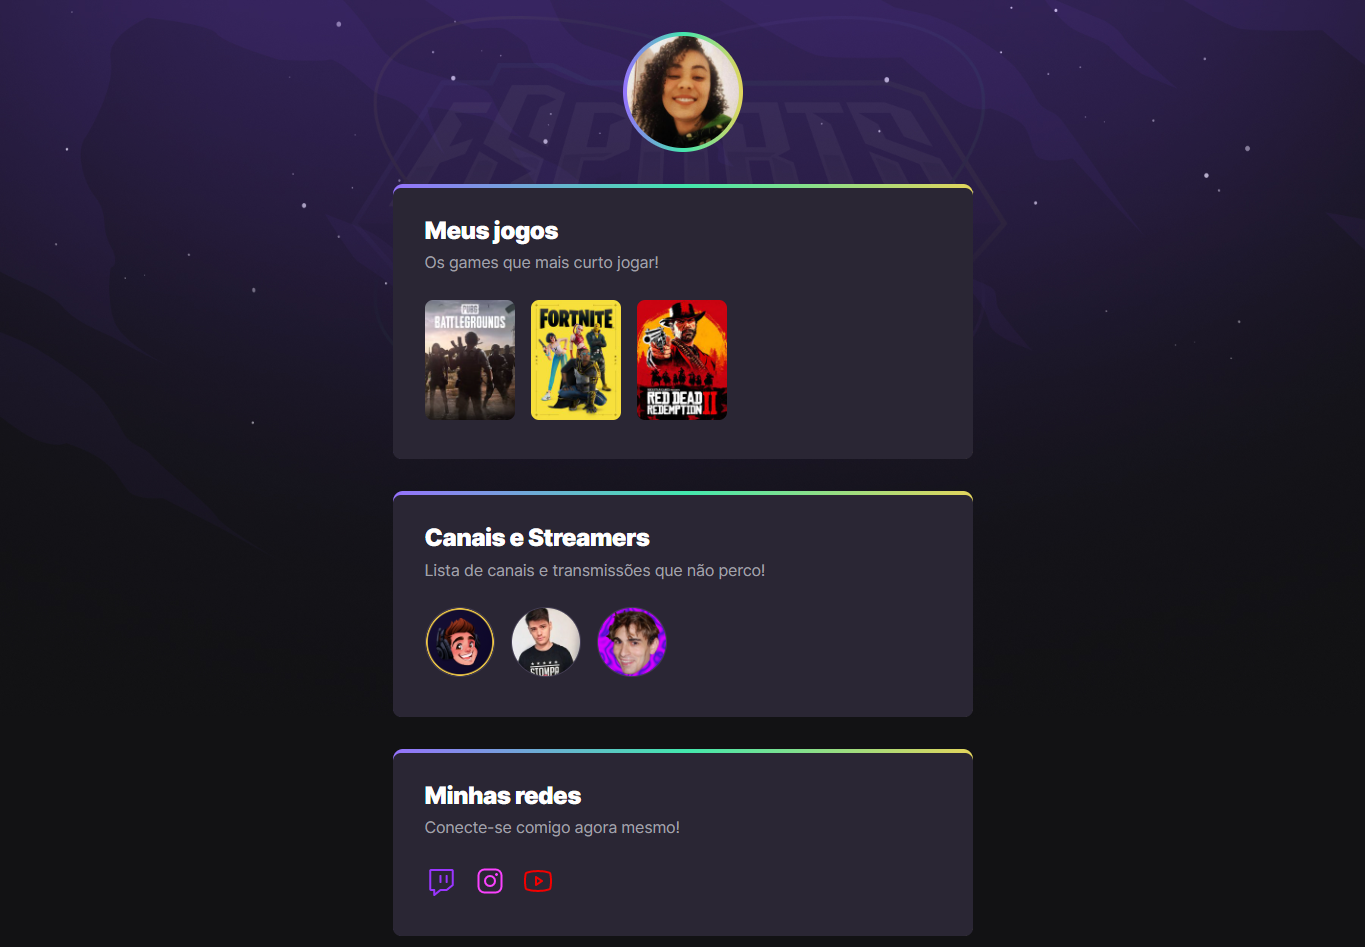 ESPORTS
Meus jogos
Os games que mais curto jogar!
PUBG
BATTLEGROUNDS
FORTNITE
RED DEAD
REDEMPTION II
Canais e Streamers
Lista de canais e transmissões que não perco!
Minhas redes
Conecte-se comigo agora mesmo!